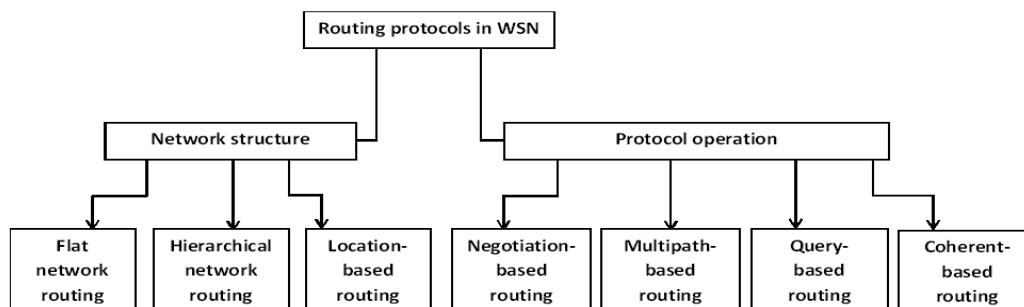 Routing protocols in WSN
Network structure
Protocol operation
Flat
network
routing
Hierarchical
network
routing
Location-
based
routing
Negotiation-
based
routing
Multipath-
based
routing
Query-
based
routing
Coherent-
based
routing